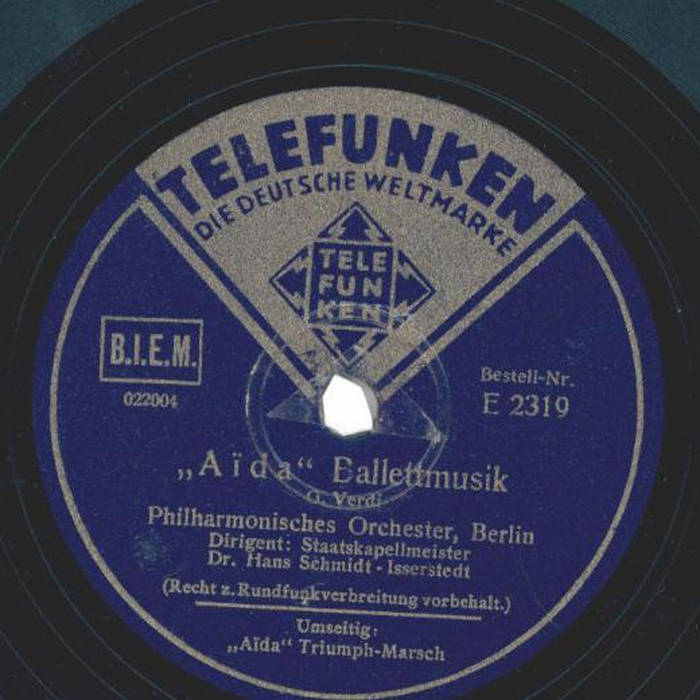 TELEFUNKEN
DIE DEUTSCHE WELTMARKE
TELE
FUN
KEN
B.I.E.M.
022004
Bestell-Nr.
E 2319
„Aïda“ Ballettmusik
Verdi
Philharmonisches Orchester, Berlin
Dirigent: Staatskapellmeister
Dr. Hans Schmidt-Isserstedt
(Recht z. Rundfunkverbreitung vorbehalt.)
Umseitig:
„Aïda“ Triumph-Marsch